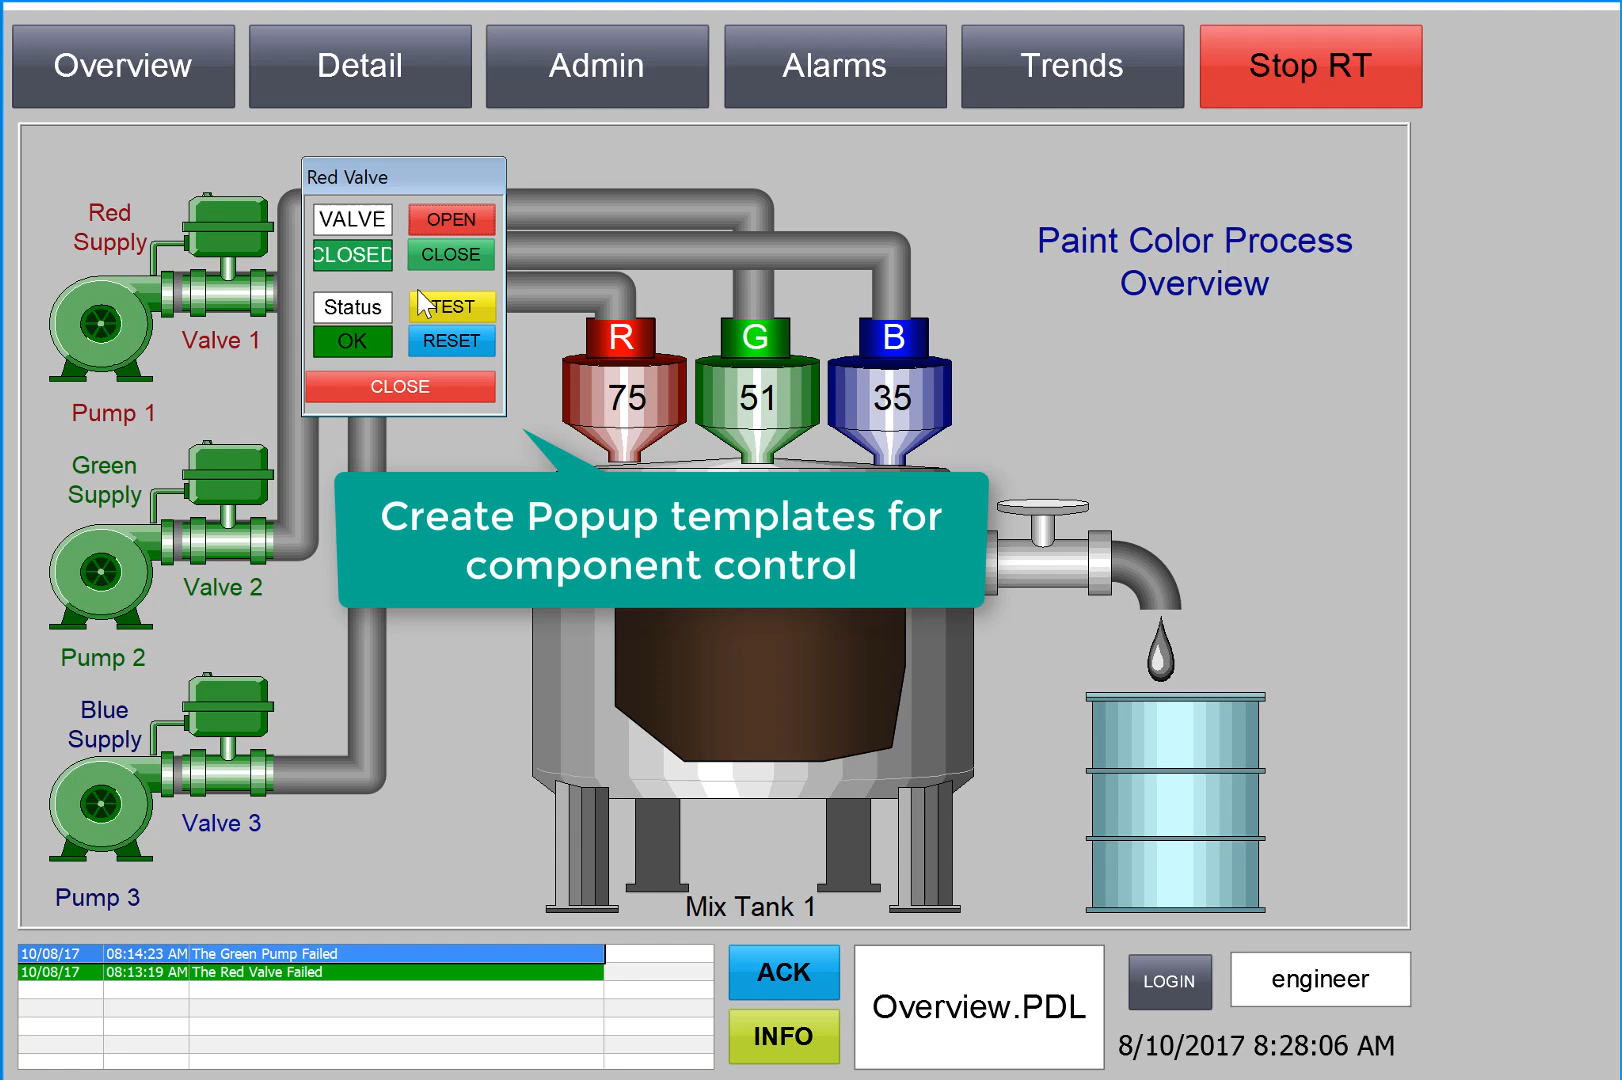 Overview
Detail
Admin
Alarms
Trends
Stop RT
Red Valve
VALVE
OPEN
CLOSED
CLOSE
Status
TEST
OK
RESET
CLOSE
Red
Supply
Valve 1
Pump 1
Green
Supply
Valve 2
Pump 2
Blue
Supply
Valve 3
Pump 3
R
G
B
75
51
35
Paint Color Process
Overview
Create Popup templates for
component control
Mix Tank 1
10/08/17 08:14:23 AM The Green Pump Failed
10/08/17 08:13:19 AM The Red Valve Failed
ACK
INFO
Overview.PDL
LOGIN
engineer
8/10/2017 8:28:06 AM